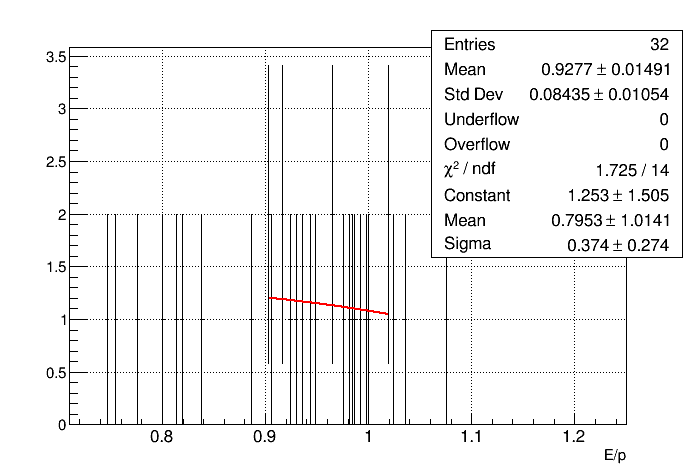 Entries 32
Mean 0.9277 ± 0.01491
Std Dev 0.08435 ± 0.01054
Underflow 0
Overflow 0
χ² / ndf 1.725 / 14
Constant 1.253 ± 1.505
Mean 0.7953 ± 1.0141
Sigma 0.374 ± 0.274
3.5
3
2.5
2
1.5
1
0.5
0
0.8 0.9 1 1.1 1.2
E/p